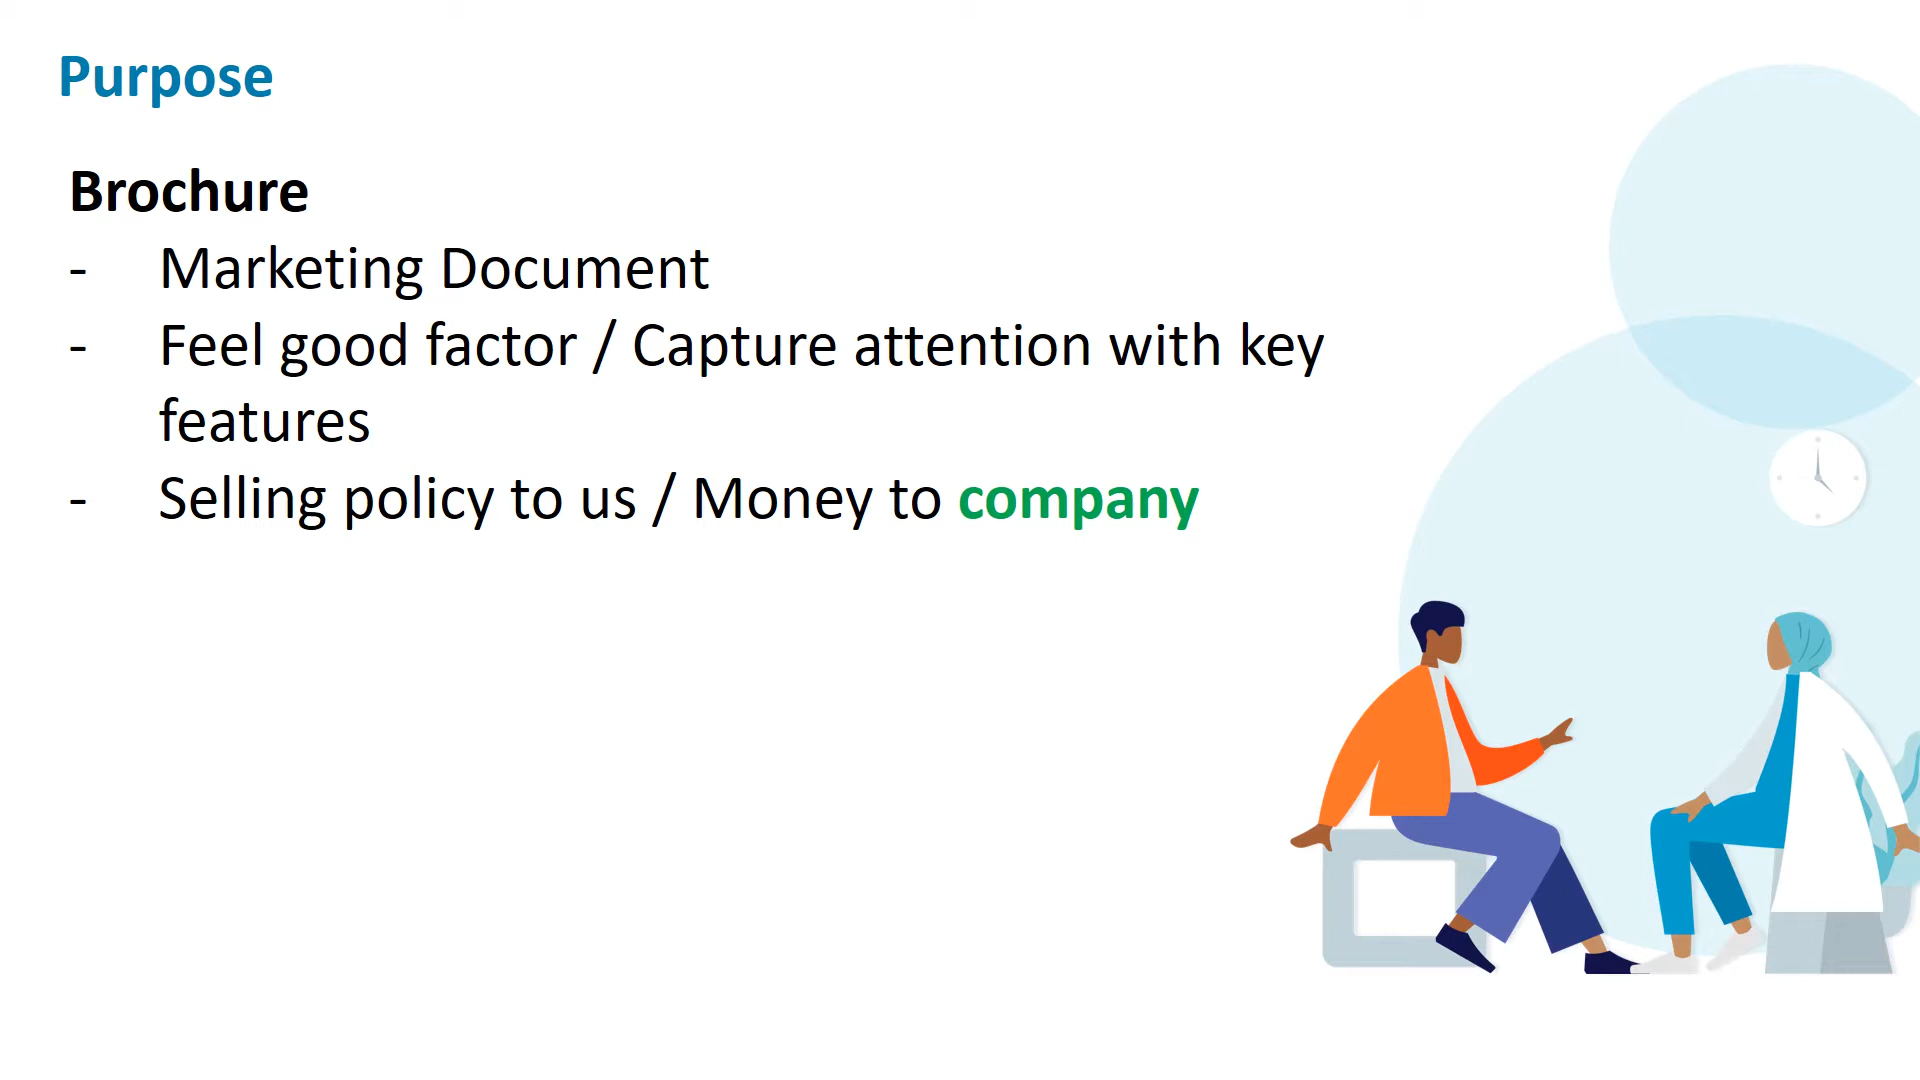 Purpose
Brochure
- Marketing Document
- Feel good factor / Capture attention with key
features
- Selling policy to us / Money to company